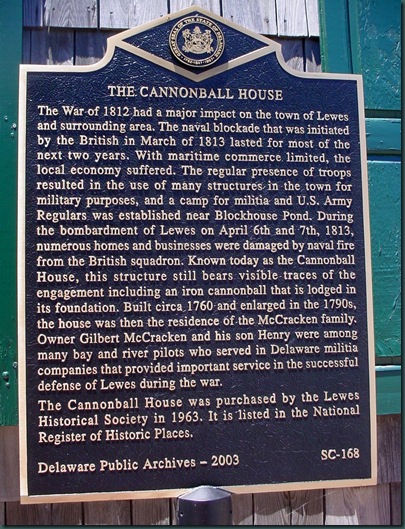 THE CANNONBALL HOUSE
The War of 1812 had a major impact on the town of Lewes
and surrounding area. The naval blockade that was initiated
by the British in March of 1813 lasted for most of the
next two years. With maritime commerce limited, the
local economy suffered. The regular presence of troops
resulted in the use of many structures in the town for
military purposes, and a camp for militia and U.S. Army
Regulars was established near Blockhouse Pond. During
the bombardment of Lewes on April 6th and 7th, 1813,
numerous homes and businesses were damaged by naval fire
from the British squadron. Known today as the Cannonball
House, this structure still bears visible traces of the
engagement including an iron cannonball that is lodged in
its foundation. Built circa 1760 and enlarged in the 1790s,
the house was then the residence of the McCracken family.
Owner Gilbert McCracken and his son Henry were among
many bay and river pilots who served in Delaware militia
companies that provided important service in the successful
defense of Lewes during the war.
The Cannonball House was purchased by the Lewes
Historical Society in 1963. It is listed in the National
Register of Historic Places.
Delaware Public Archives – 2003 SC-168